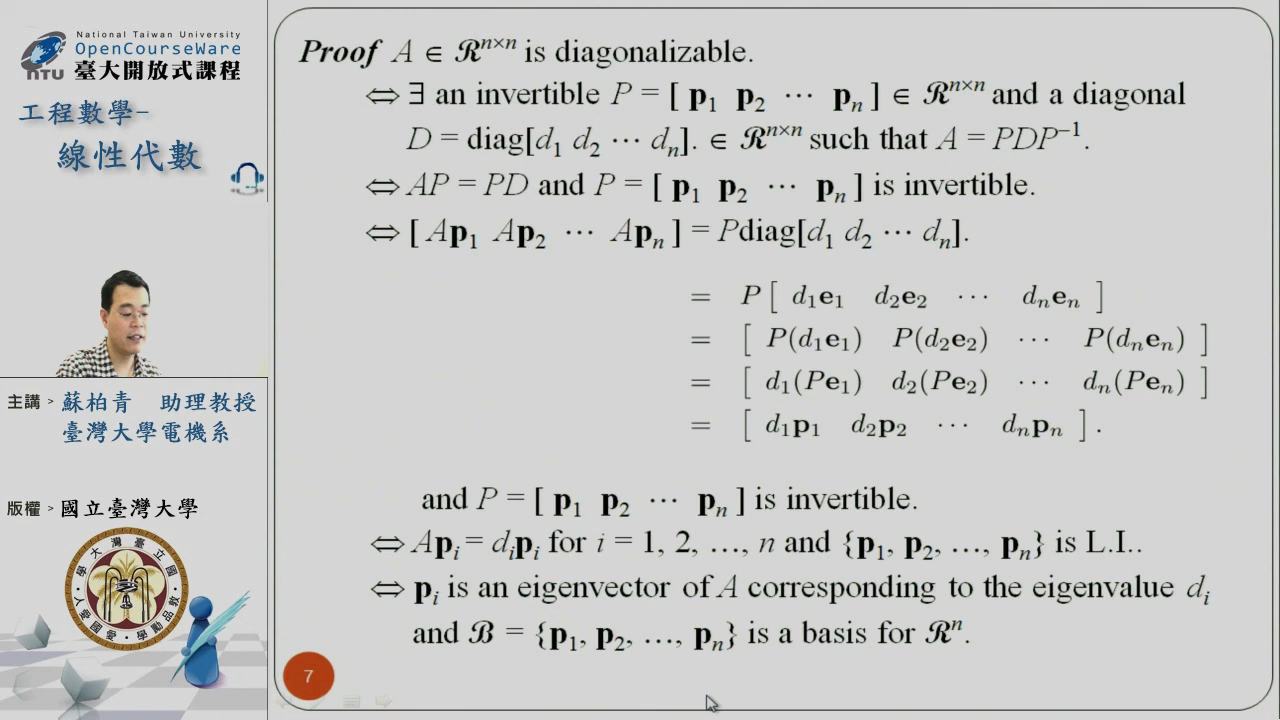 National Taiwan University
OpenCourseWare
NTU 臺大開放式課程
工程數學-
線性代數
主講 > 蘇柏青 助理教授
臺灣大學電機系
版權 > 國立臺灣大學
Proof A ∈ ℛⁿˣⁿ is diagonalizable.
⇔ ∃ an invertible P = [ p₁ p₂ ⋯ pₙ ] ∈ ℛⁿˣⁿ and a diagonal
D = diag[d₁ d₂ ⋯ dₙ]. ∈ ℛⁿˣⁿ such that A = PDP⁻¹.
⇔ AP = PD and P = [ p₁ p₂ ⋯ pₙ ] is invertible.
⇔ [ Ap₁ Ap₂ ⋯ Apₙ ] = Pdiag[d₁ d₂ ⋯ dₙ].
= P [ d₁e₁ d₂e₂ ⋯ dₙeₙ ]
= [ P(d₁e₁) P(d₂e₂) ⋯ P(dₙeₙ) ]
= [ d₁(Pe₁) d₂(Pe₂) ⋯ dₙ(Peₙ) ]
= [ d₁p₁ d₂p₂ ⋯ dₙpₙ ] .
and P = [ p₁ p₂ ⋯ pₙ ] is invertible.
⇔ Apᵢ = dᵢpᵢ for i = 1, 2, …, n and {p₁, p₂, …, pₙ} is L.I..
⇔ pᵢ is an eigenvector of A corresponding to the eigenvalue dᵢ
and ℬ = {p₁, p₂, …, pₙ} is a basis for ℛⁿ.
7